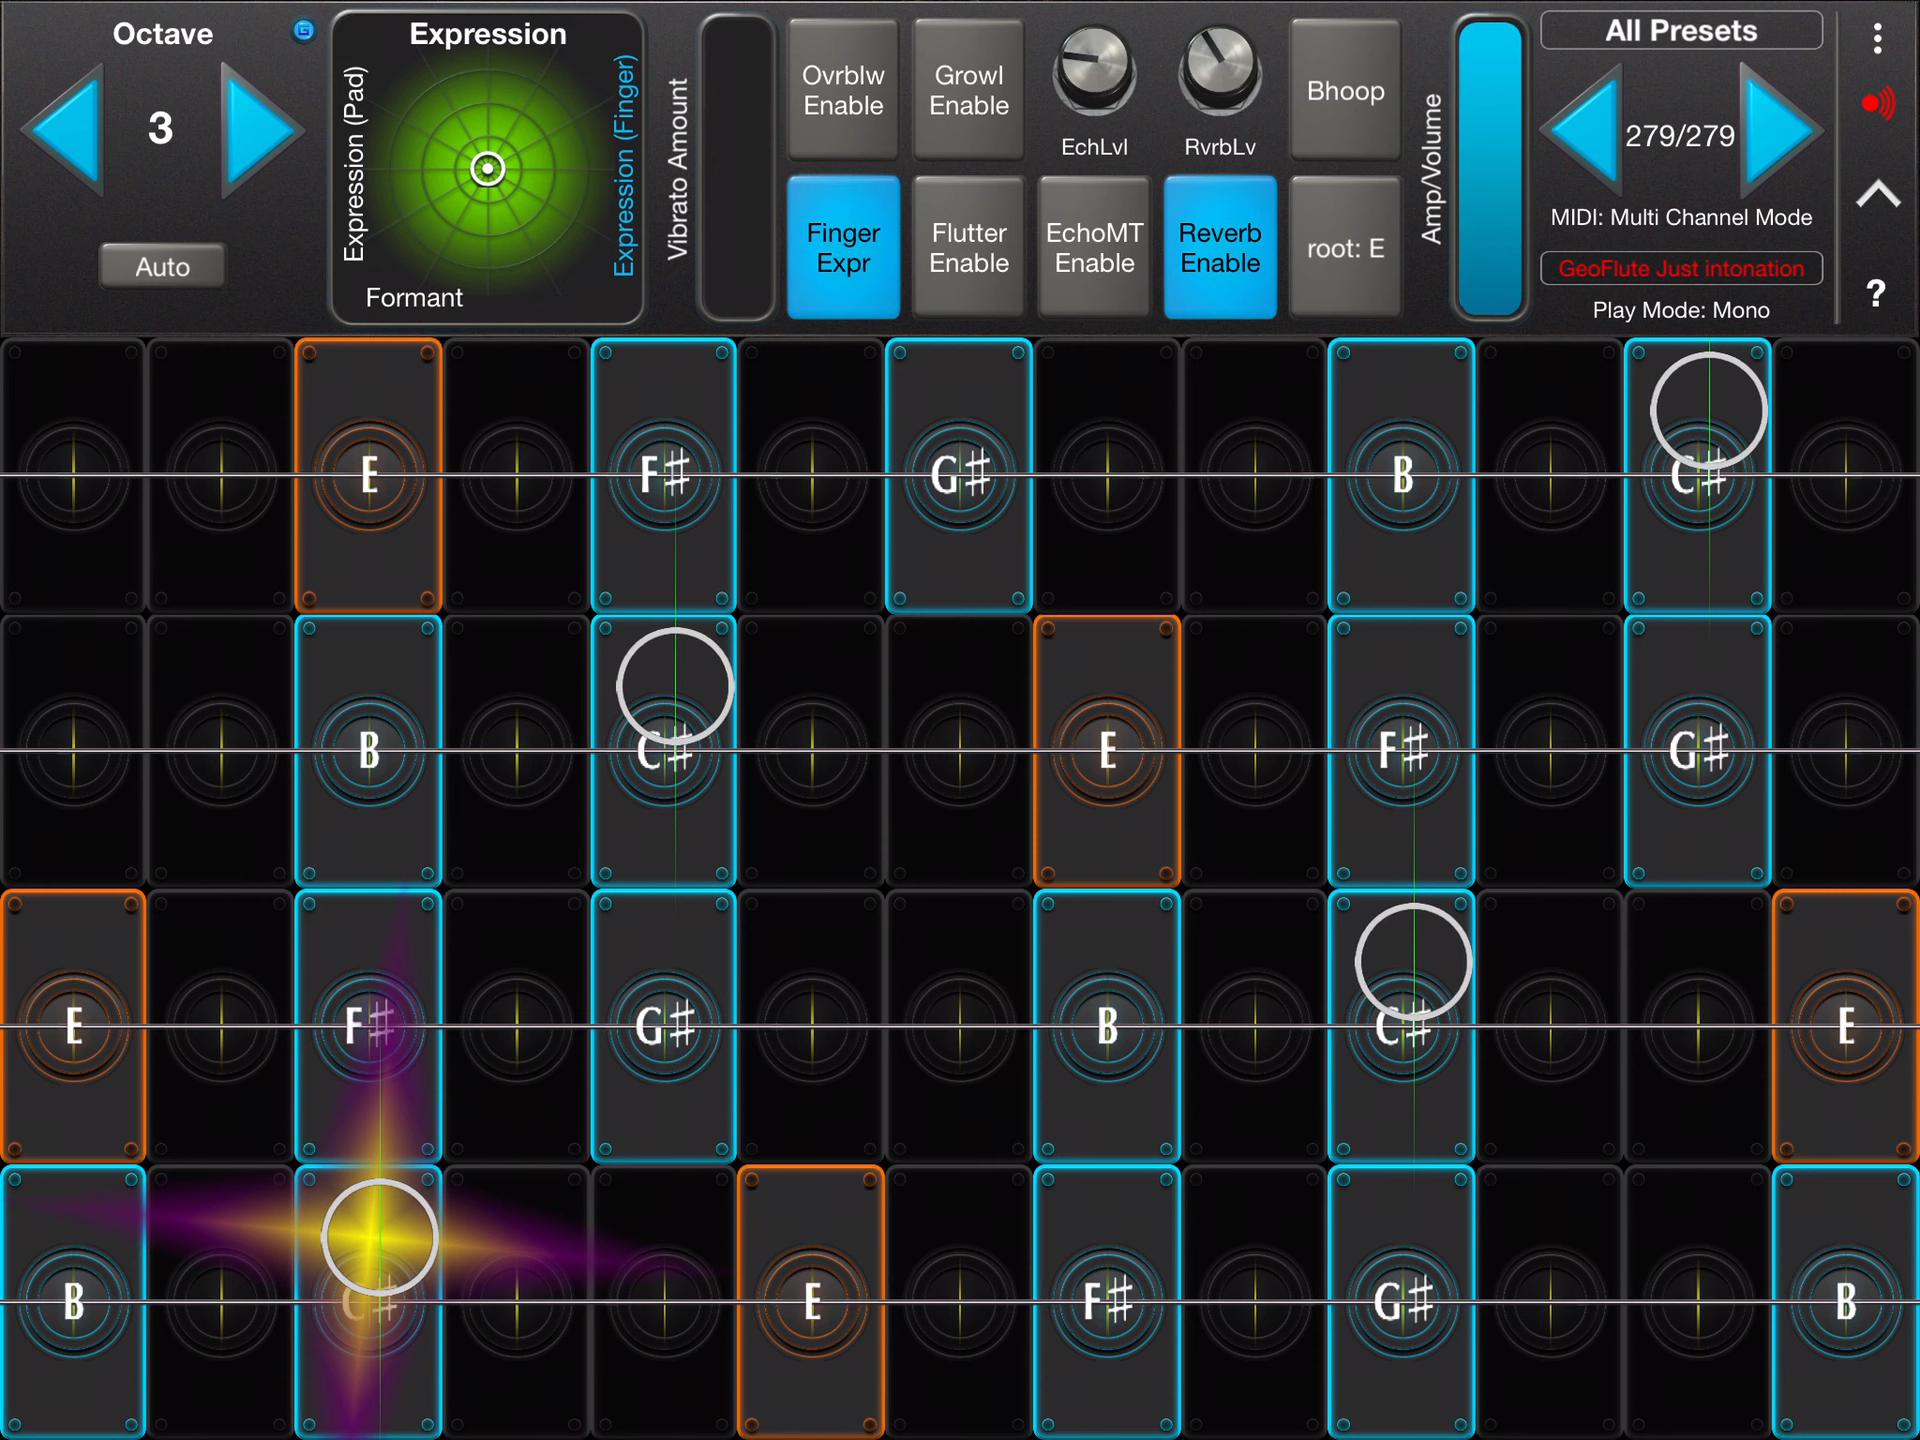 Octave
3
Auto
Expression
Expression (Pad)
Expression (Finger)
Formant
Vibrato Amount
Ovrblw
Enable
Growl
Enable
EchLvl
RvrbLv
Bhoop
Finger
Expr
Flutter
Enable
EchoMT
Enable
Reverb
Enable
root: E
Amp/Volume
All Presets
279/279
MIDI: Multi Channel Mode
GeoFlute Just intonation
Play Mode: Mono
?
E F♯ G♯ B C♯
B C♯ E F♯ G♯
E F♯ G♯ B C♯ E
B C♯ E F♯ G♯ B